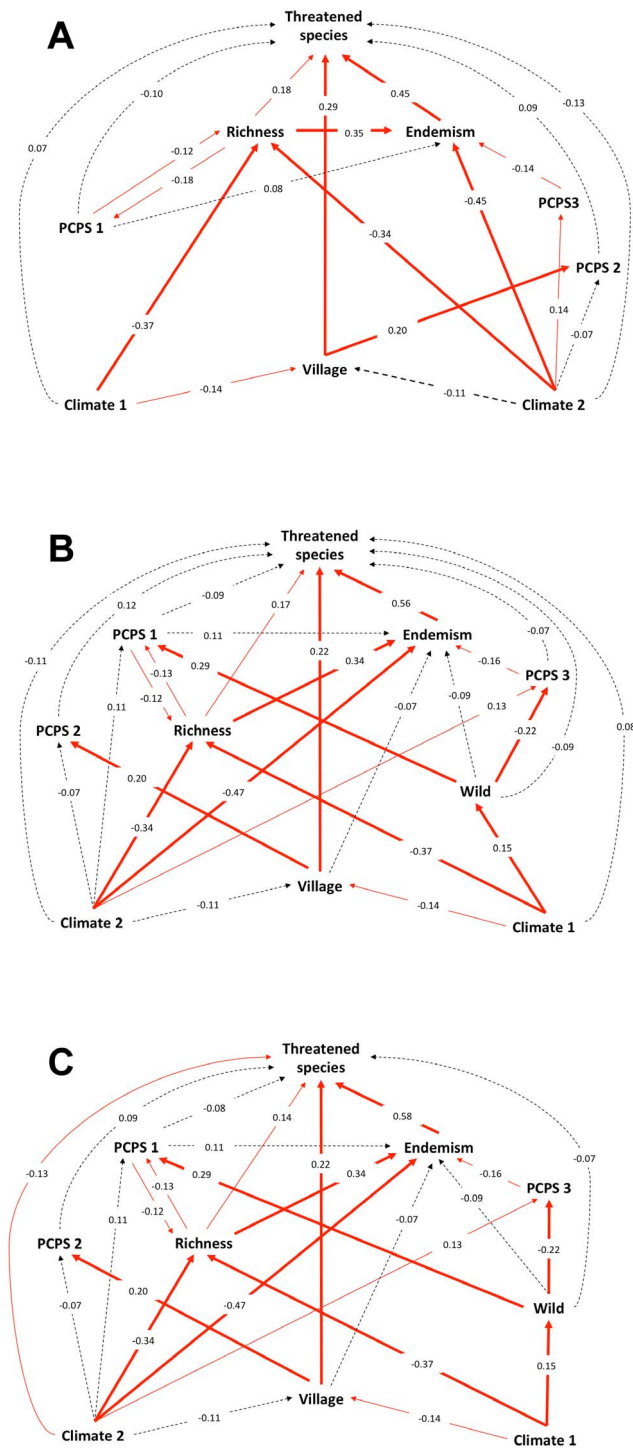 A
Threatened
species
-0.10
0.07
0.18
0.29
0.45
0.09
-0.13
Richness
0.35
Endemism
-0.12
-0.18
0.08
-0.14
PCPS 1
PCPS3
-0.45
-0.34
PCPS 2
-0.37
0.20
0.14
-0.07
Village
-0.14
-0.11
Climate 1
Climate 2
B
Threatened
species
-0.09
0.12
0.17
0.56
-0.11
PCPS 1
0.11
Endemism
-0.07
0.29
0.22
0.34
-0.16
-0.13
-0.12
PCPS 3
0.11
-0.07
-0.09
0.13
-0.22
0.08
PCPS 2
Richness
-0.09
-0.07
0.20
-0.47
Wild
-0.34
-0.37
0.15
Village
-0.11
-0.14
Climate 2
Climate 1
C
Threatened
species
-0.08
0.09
0.14
0.58
-0.07
PCPS 1
0.11
Endemism
-0.13
0.29
0.22
0.34
-0.16
-0.13
-0.12
PCPS 3
0.11
-0.07
-0.09
0.13
-0.22
PCPS 2
Richness
-0.07
0.20
-0.47
Wild
-0.34
-0.37
0.15
Village
-0.11
-0.14
Climate 2
Climate 1